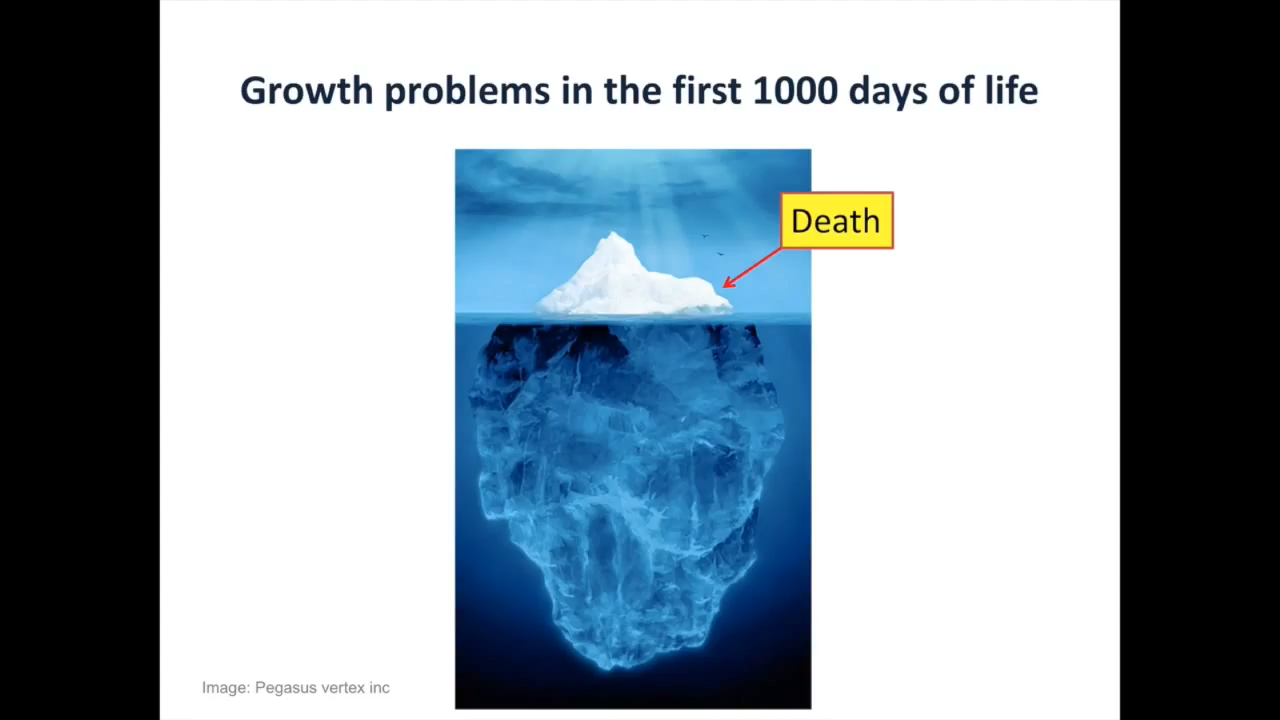 Growth problems in the first 1000 days of life
Death
Image: Pegasus vertex inc